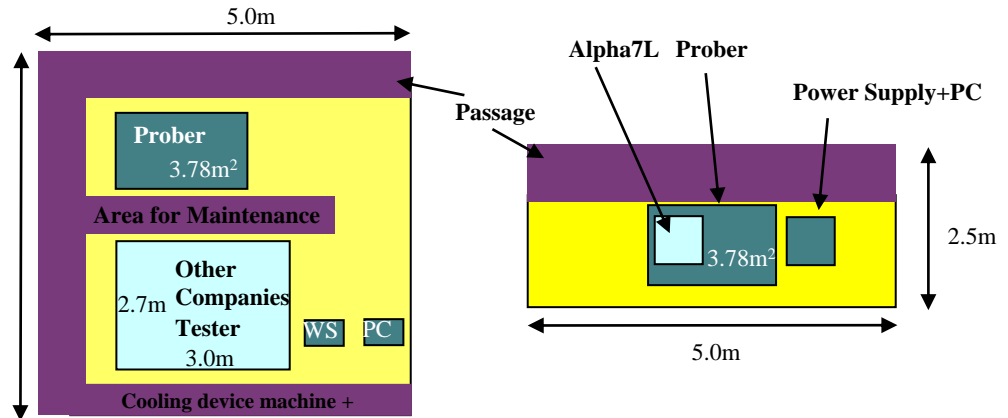 5.0m
Alpha7L Prober
Power Supply+PC
Passage
Prober
3.78m²
Area for Maintenance
Other
Companies
Tester
2.7m
3.0m
WS
PC
Cooling device machine +
3.78m²
2.5m
5.0m